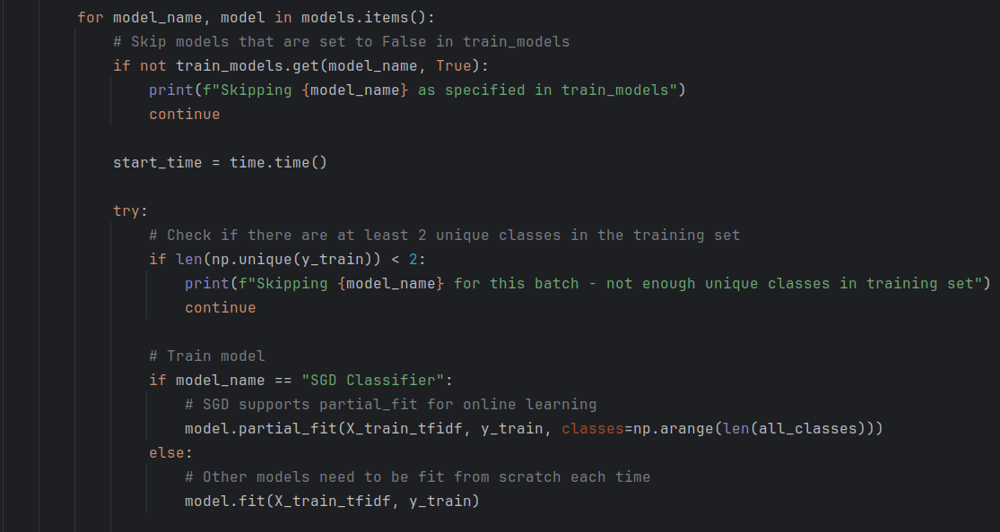 for model_name, model in models.items():
# Skip models that are set to False in train_models
if not train_models.get(model_name, True):
print(f"Skipping {model_name} as specified in train_models")
continue
start_time = time.time()
try:
# Check if there are at least 2 unique classes in the training set
if len(np.unique(y_train)) < 2:
print(f"Skipping {model_name} for this batch - not enough unique classes in training set")
continue
# Train model
if model_name == "SGD Classifier":
# SGD supports partial_fit for online learning
model.partial_fit(X_train_tfidf, y_train, classes=np.arange(len(all_classes)))
else:
# Other models need to be fit from scratch each time
model.fit(X_train_tfidf, y_train)